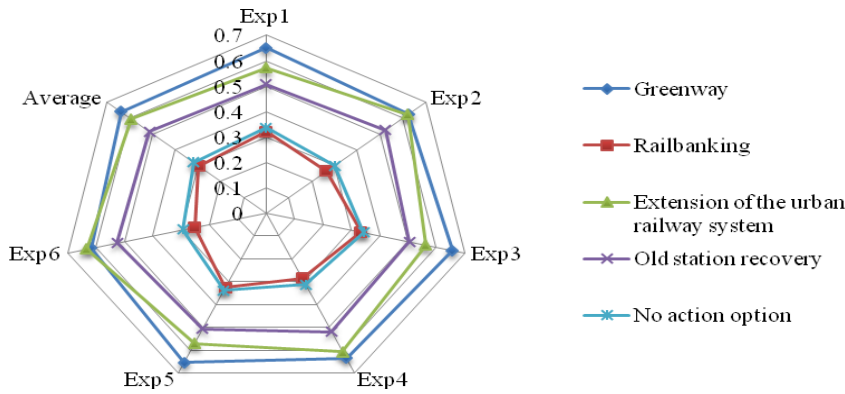 Exp1
0.7
0.6
0.5
0.4
0.3
0.2
0.1
0
Exp2
Exp3
Exp4
Exp5
Exp6
Average
Greenway
Railbanking
Extension of the urban
railway system
Old station recovery
No action option